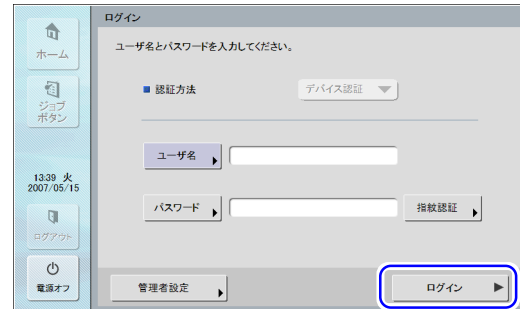 ホーム
ジョブ
ボタン
13:39 火
2007/05/15
ログアウト
電源オフ
ログイン
ユーザ名とパスワードを入力してください。
認証方法
デバイス認証
ユーザ名
パスワード
指紋認証
管理者設定
ログイン